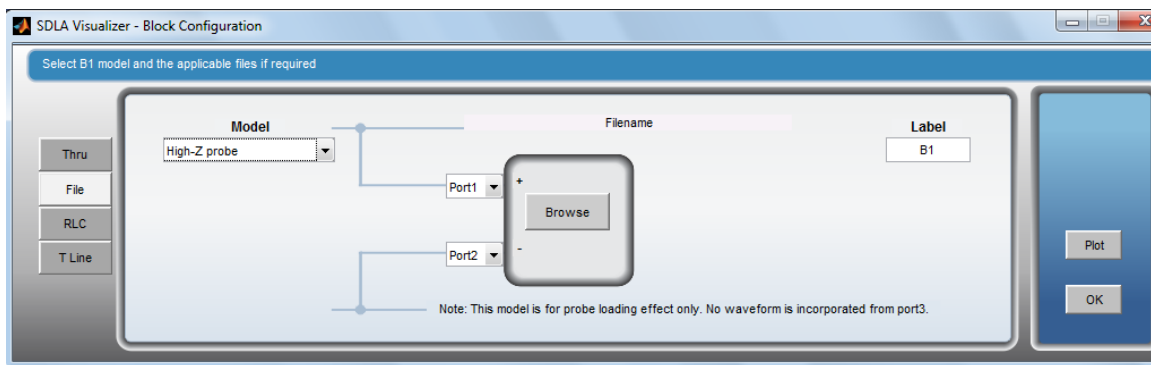 SDLA Visualizer - Block Configuration
Select B1 model and the applicable files if required
Thru
File
RLC
T Line
Model
High-Z probe
Filename
Label
B1
Port1
+
Browse
Port2
-
Note: This model is for probe loading effect only. No waveform is incorporated from port3.
Plot
OK